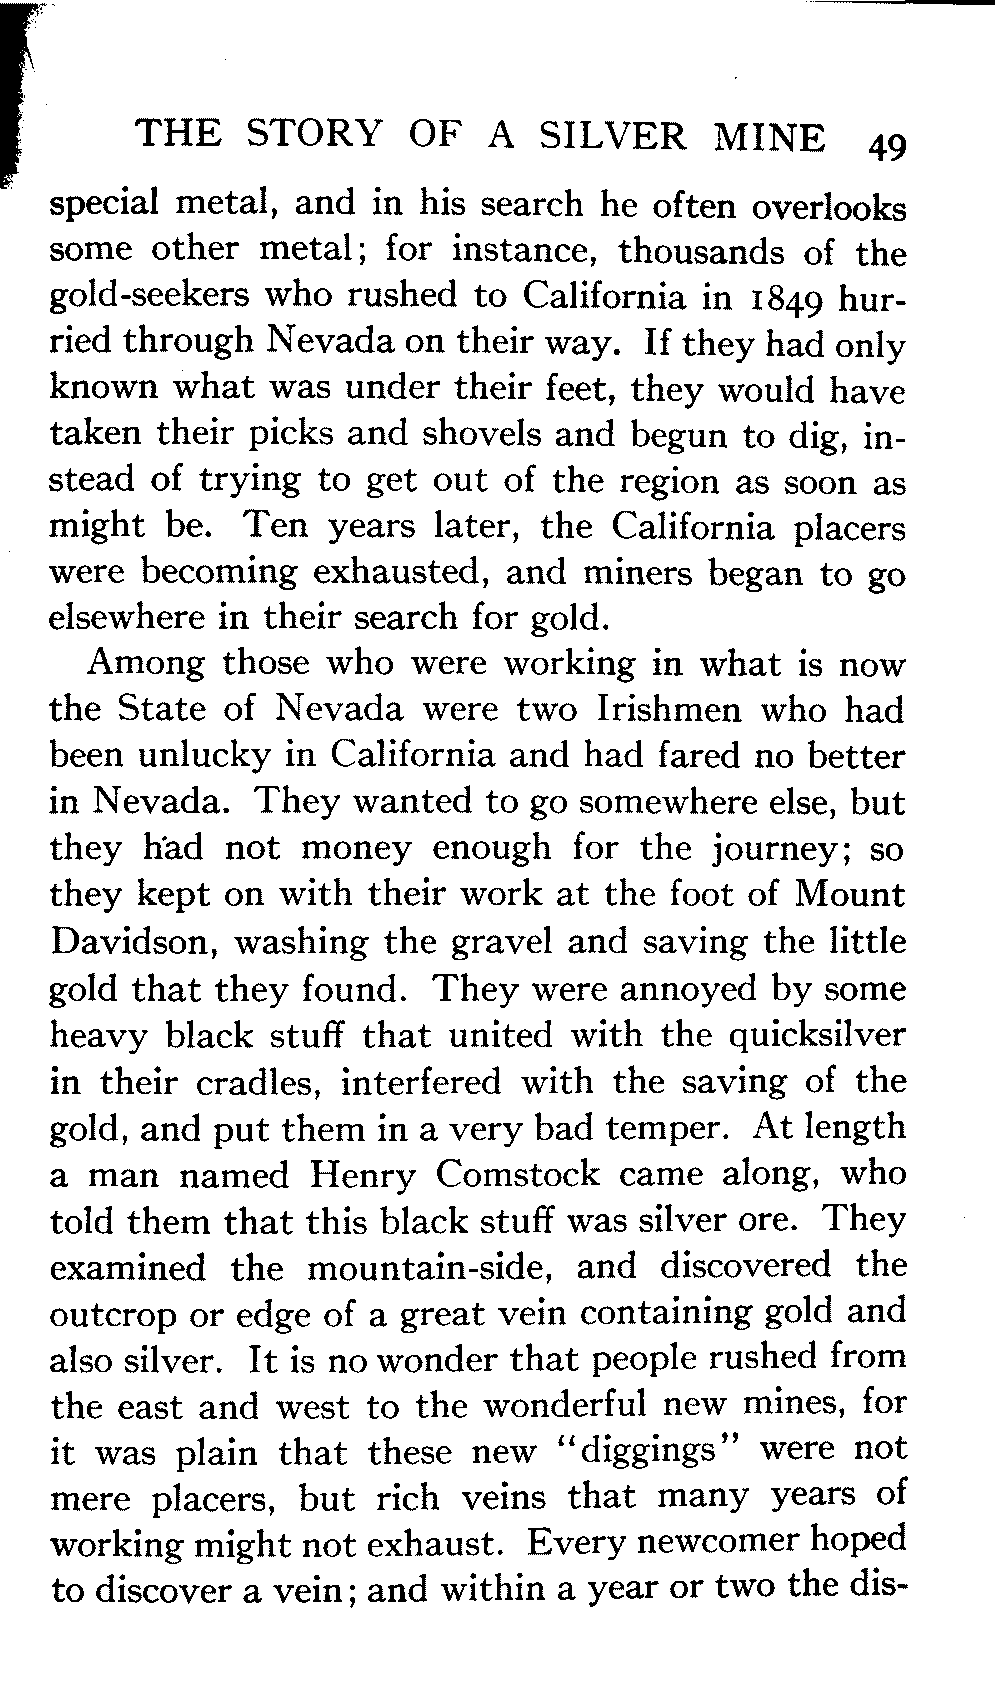 THE STORY OF A SILVER MINE 49
special metal, and in his search he often overlooks
some other metal; for instance, thousands of the
gold-seekers who rushed to California in 1849 hur-
ried through Nevada on their way. If they had only
known what was under their feet, they would have
taken their picks and shovels and begun to dig, in-
stead of trying to get out of the region as soon as
might be. Ten years later, the California placers
were becoming exhausted, and miners began to go
elsewhere in their search for gold.
Among those who were working in what is now
the State of Nevada were two Irishmen who had
been unlucky in California and had fared no better
in Nevada. They wanted to go somewhere else, but
they had not money enough for the journey; so
they kept on with their work at the foot of Mount
Davidson, washing the gravel and saving the little
gold that they found. They were annoyed by some
heavy black stuff that united with the quicksilver
in their cradles, interfered with the saving of the
gold, and put them in a very bad temper. At length
a man named Henry Comstock came along, who
told them that this black stuff was silver ore. They
examined the mountain-side, and discovered the
outcrop or edge of a great vein containing gold and
also silver. It is no wonder that people rushed from
the east and west to the wonderful new mines, for
it was plain that these new "diggings" were not
mere placers, but rich veins that many years of
working might not exhaust. Every newcomer hoped
to discover a vein; and within a year or two the dis-